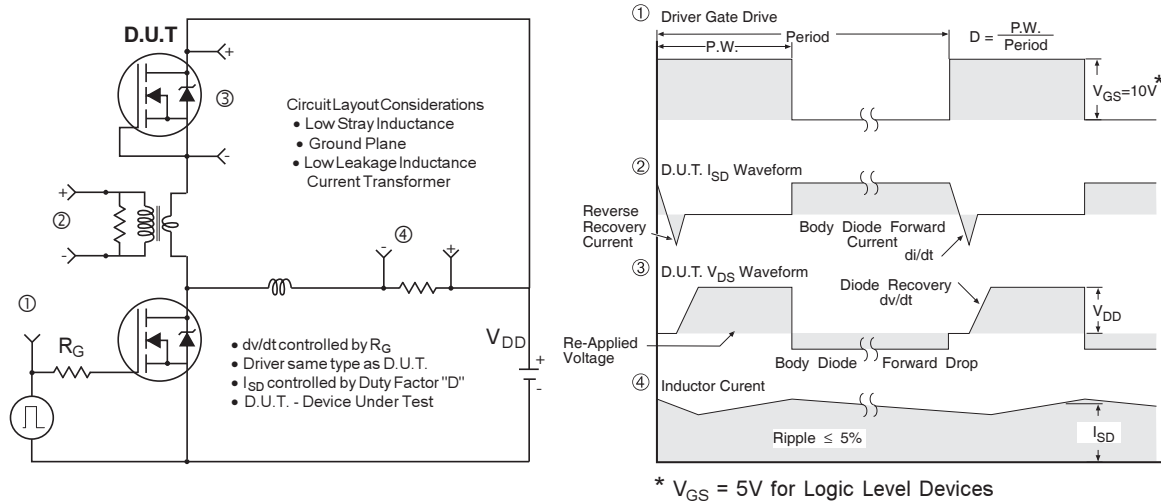 D.U.T
+
③
-
Circuit Layout Considerations
• Low Stray Inductance
• Ground Plane
• Low Leakage Inductance
Current Transformer
+
②
-
④
-
+
①
R_G
• dv/dt controlled by R_G
• Driver same type as D.U.T.
• I_SD controlled by Duty Factor "D"
• D.U.T. - Device Under Test
V_DD
+
-
① Driver Gate Drive
P.W.
Period
D = P.W. / Period
V_GS=10V*
② D.U.T. I_SD Waveform
Reverse
Recovery
Current
Body Diode Forward
Current
di/dt
③ D.U.T. V_DS Waveform
Diode Recovery
dv/dt
V_DD
Re-Applied
Voltage
Body Diode Forward Drop
④ Inductor Curent
Ripple ≤ 5%
I_SD
* V_GS = 5V for Logic Level Devices